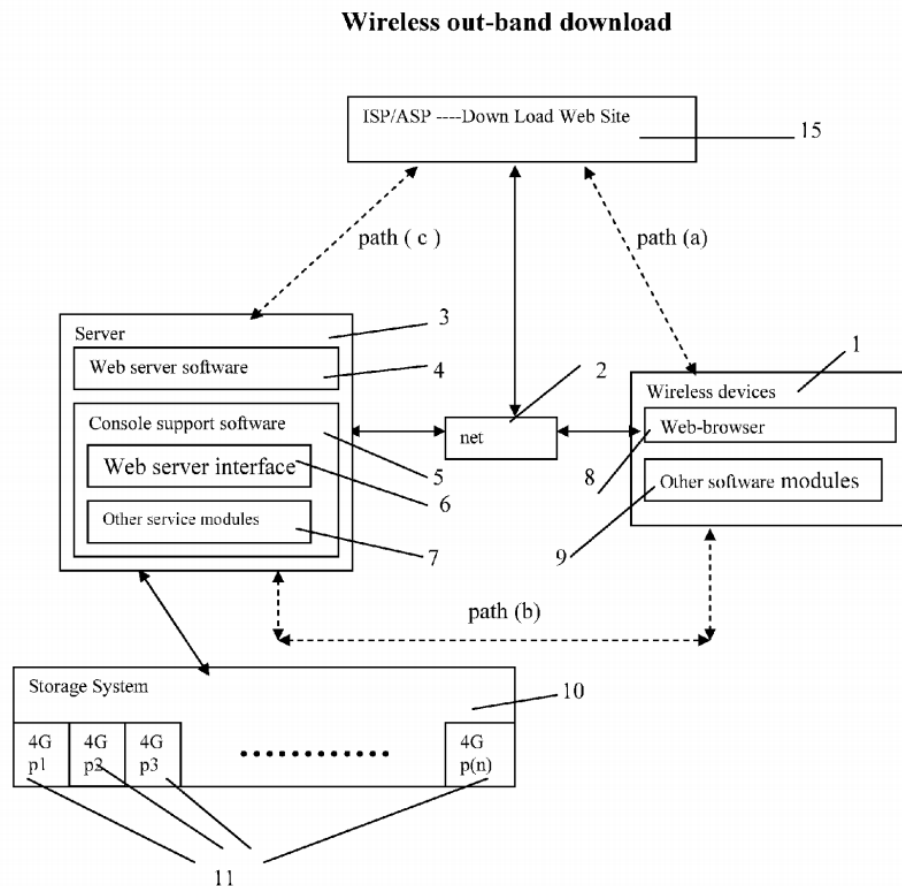 Wireless out-band download
ISP/ASP ----Down Load Web Site
15
path ( c )
path (a)
Server
3
Web server software
4
Console support software
5
Web server interface
6
Other service modules
7
2
net
1
Wireless devices
Web-browser
8
Other software modules
9
path (b)
Storage System
10
4G
p1
4G
p2
4G
p3
4G
p(n)
11